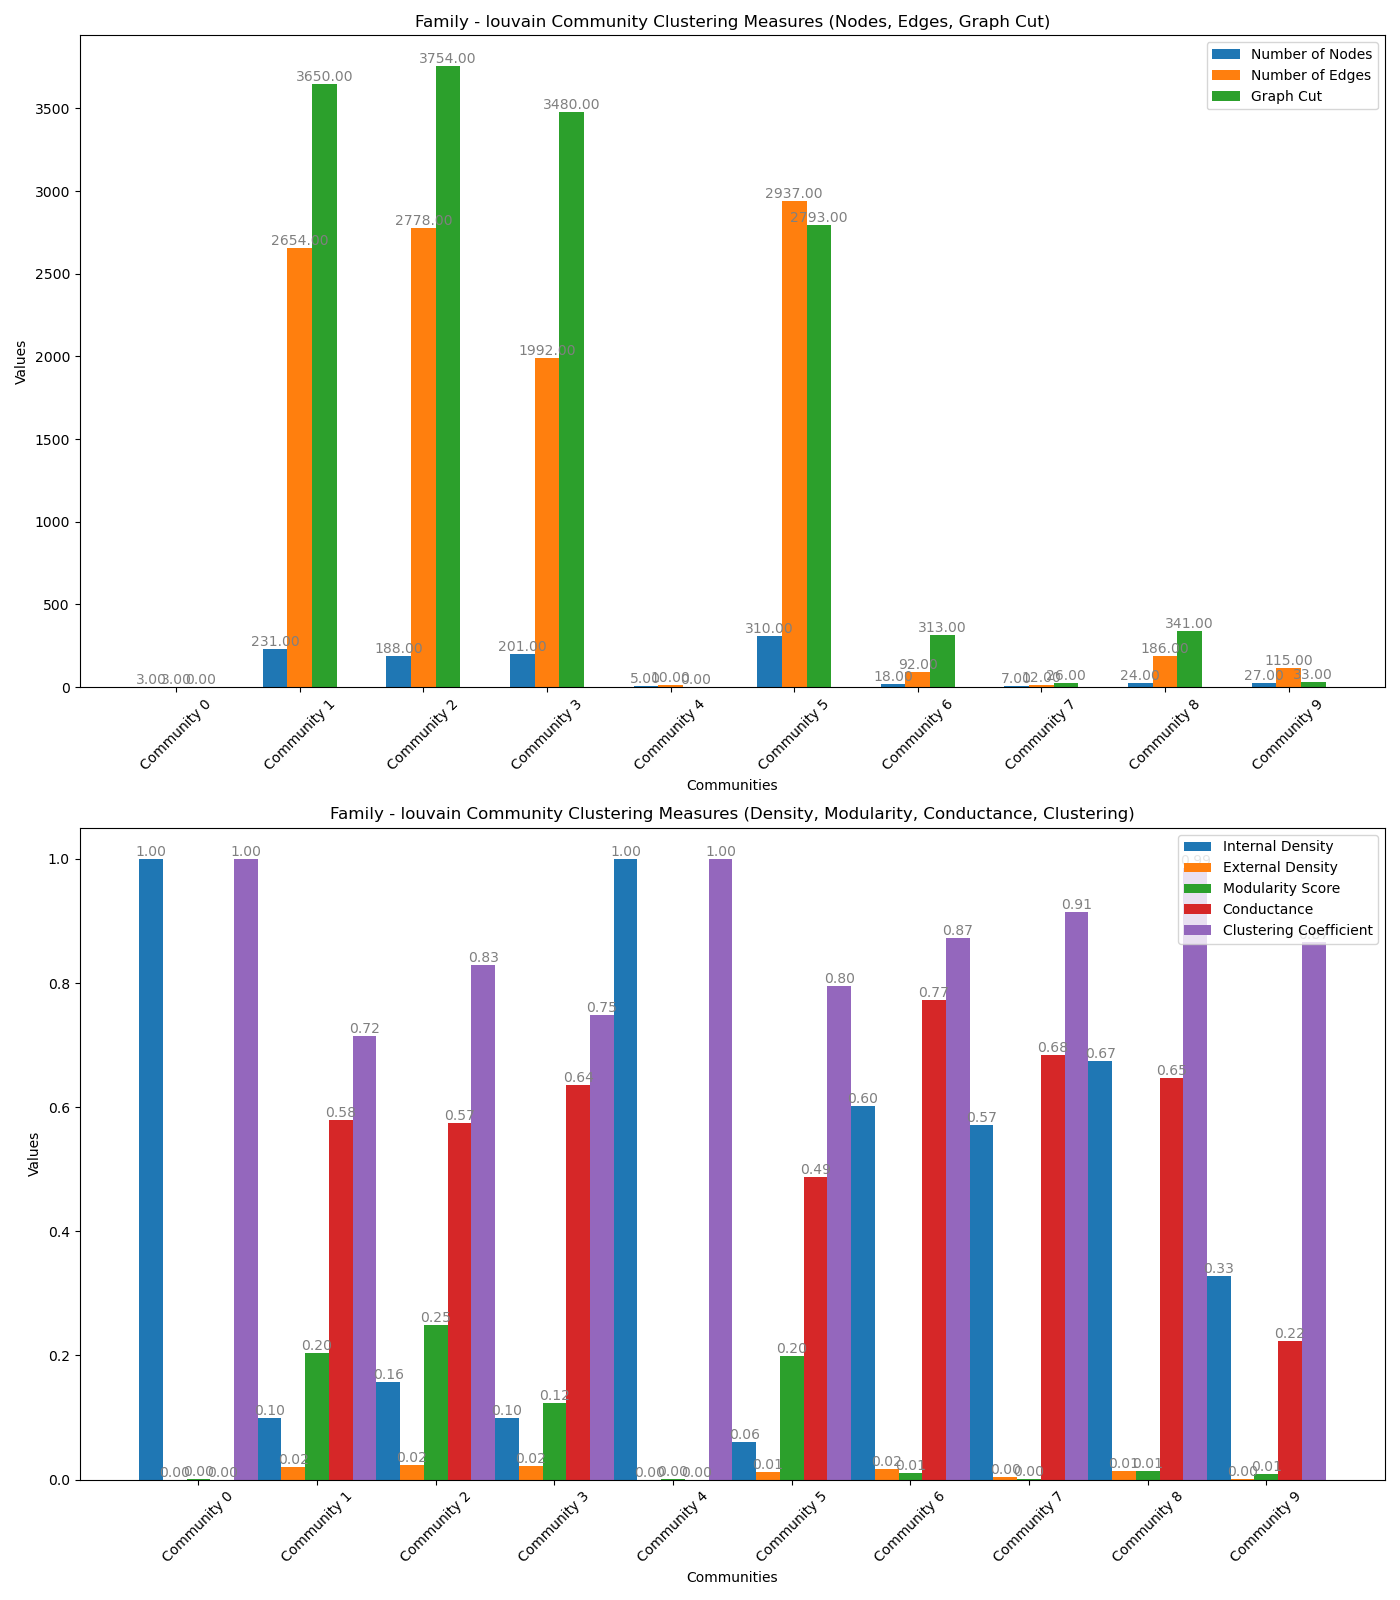 Family - louvain Community Clustering Measures (Nodes, Edges, Graph Cut)
Number of Nodes
Number of Edges
Graph Cut
Values
3500
3000
2500
2000
1500
1000
500
0
3.00 3.00 0.00
231.00 2654.00 3650.00
188.00 2778.00 3754.00
201.00 1992.00 3480.00
5.00 10.00 0.00
310.00 2937.00 2793.00
18.00 92.00 313.00
7.00 12.00 26.00
24.00 186.00 341.00
27.00 115.00 33.00
Community 0
Community 1
Community 2
Community 3
Community 4
Community 5
Community 6
Community 7
Community 8
Community 9
Communities
Family - louvain Community Clustering Measures (Density, Modularity, Conductance, Clustering)
Internal Density
External Density
Modularity Score
Conductance
Clustering Coefficient
Values
1.0
0.8
0.6
0.4
0.2
0.0
1.00 0.00 0.00 0.00 1.00
0.10 0.02 0.20 0.58 0.72
0.16 0.02 0.25 0.57 0.83
0.10 0.02 0.12 0.64 0.75
1.00 0.00 0.00 0.00 1.00
0.06 0.01 0.20 0.49 0.80
0.60 0.02 0.01 0.77 0.87
0.57 0.00 0.00 0.68 0.91
0.67 0.01 0.01 0.65 0.99
0.33 0.00 0.01 0.22
Community 0
Community 1
Community 2
Community 3
Community 4
Community 5
Community 6
Community 7
Community 8
Community 9
Communities